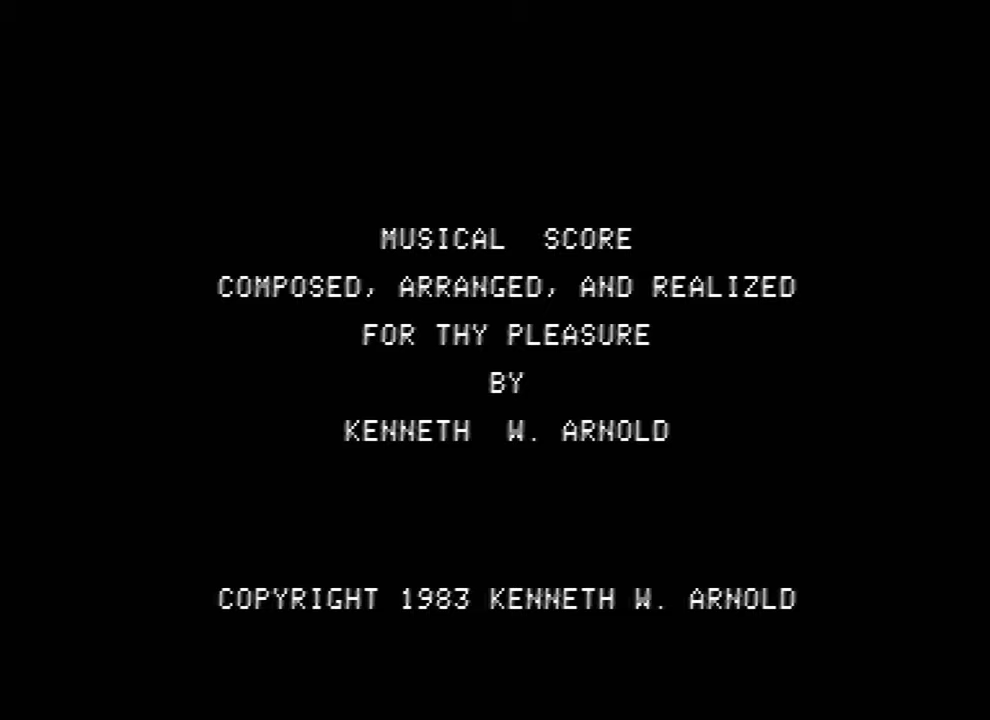 MUSICAL  SCORE
COMPOSED, ARRANGED, AND REALIZED
FOR THY PLEASURE
BY
KENNETH  W. ARNOLD
COPYRIGHT 1983 KENNETH W. ARNOLD